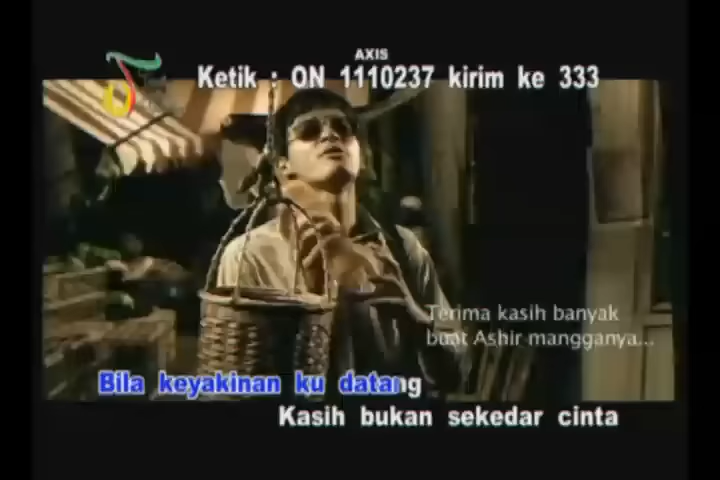 AXIS
Ketik : ON 1110237 kirim ke 333
Terima kasih banyak
buat Ashir mangganya...
Bila keyakinan ku datang
Kasih bukan sekedar cinta